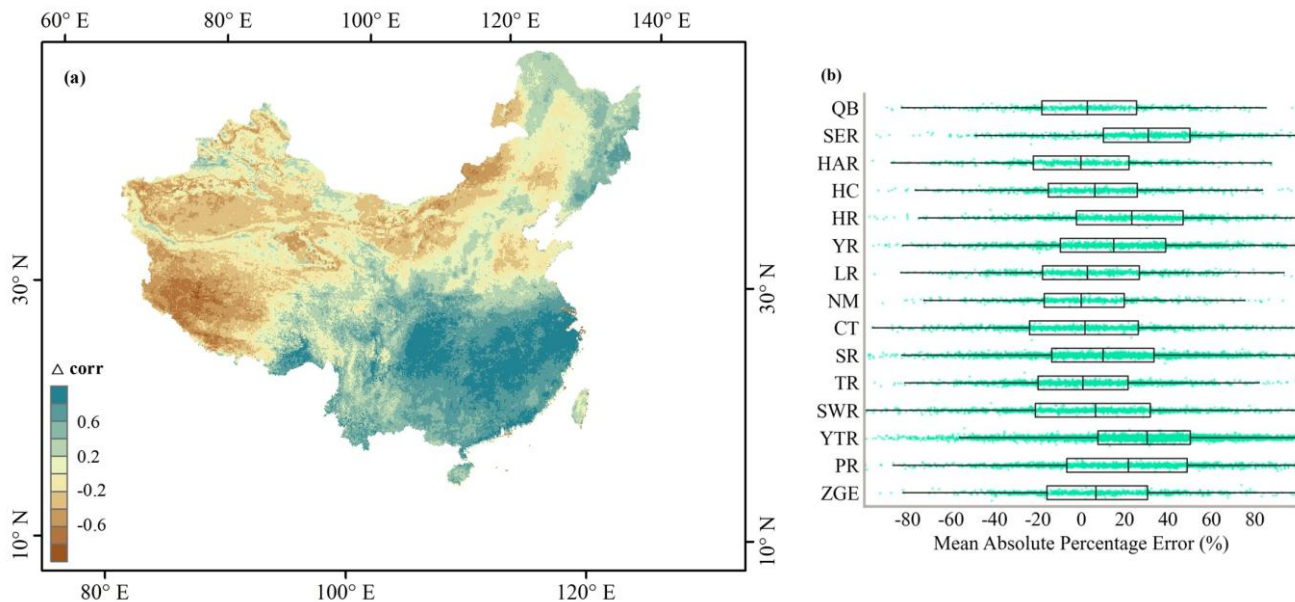 60° E 80° E 100° E 120° E 140° E
(a)
30° N
30° N
△ corr
0.6
0.2
-0.2
-0.6
10° N
10° N
80° E 100° E 120° E
(b)
QB
SER
HAR
HC
HR
YR
LR
NM
CT
SR
TR
SWR
YTR
PR
ZGE
-80 -60 -40 -20 0 20 40 60 80
Mean Absolute Percentage Error (%)